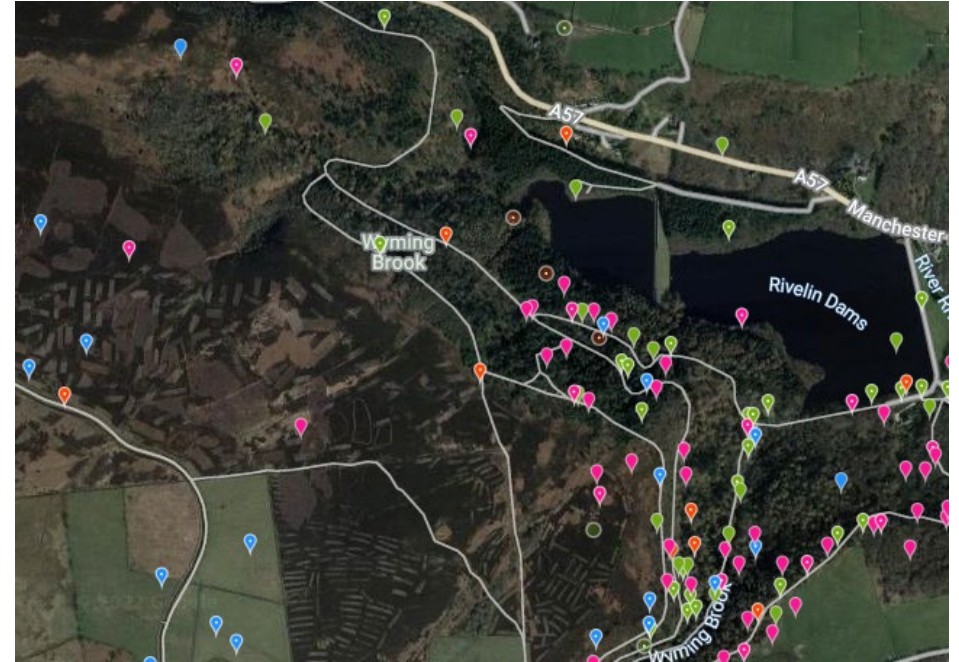 A57
A57
Manchester
River R
Wyming
Brook
Rivelin Dams
Wyming Brook